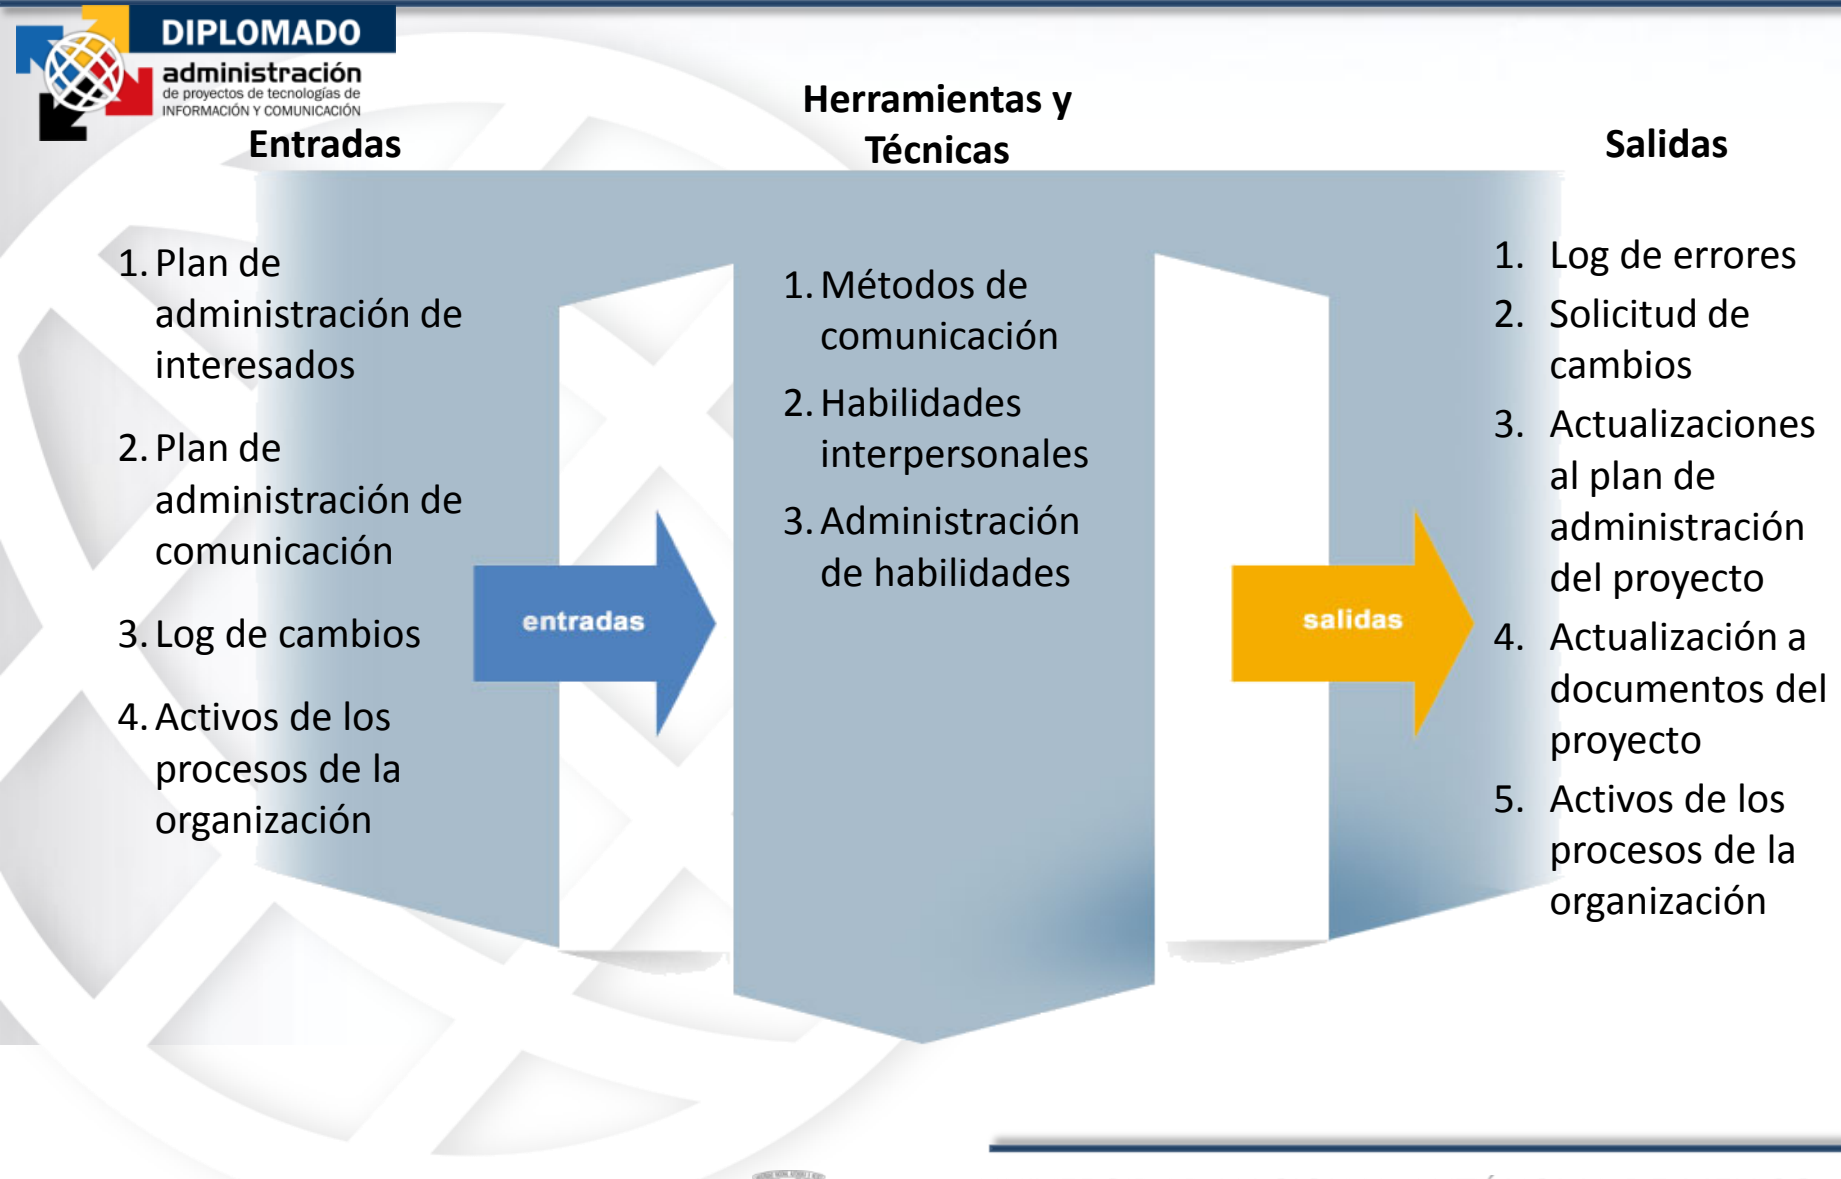 DIPLOMADO
administración
de proyectos de tecnologías de
INFORMACIÓN Y COMUNICACIÓN
Entradas
1. Plan de
administración de
interesados
2. Plan de
administración de
comunicación
3. Log de cambios
4. Activos de los
procesos de la
organización
entradas
Herramientas y
Técnicas
1. Métodos de
comunicación
2. Habilidades
interpersonales
3. Administración
de habilidades
salidas
Salidas
1. Log de errores
2. Solicitud de
cambios
3. Actualizaciones
al plan de
administración
del proyecto
4. Actualización a
documentos del
proyecto
5. Activos de los
procesos de la
organización